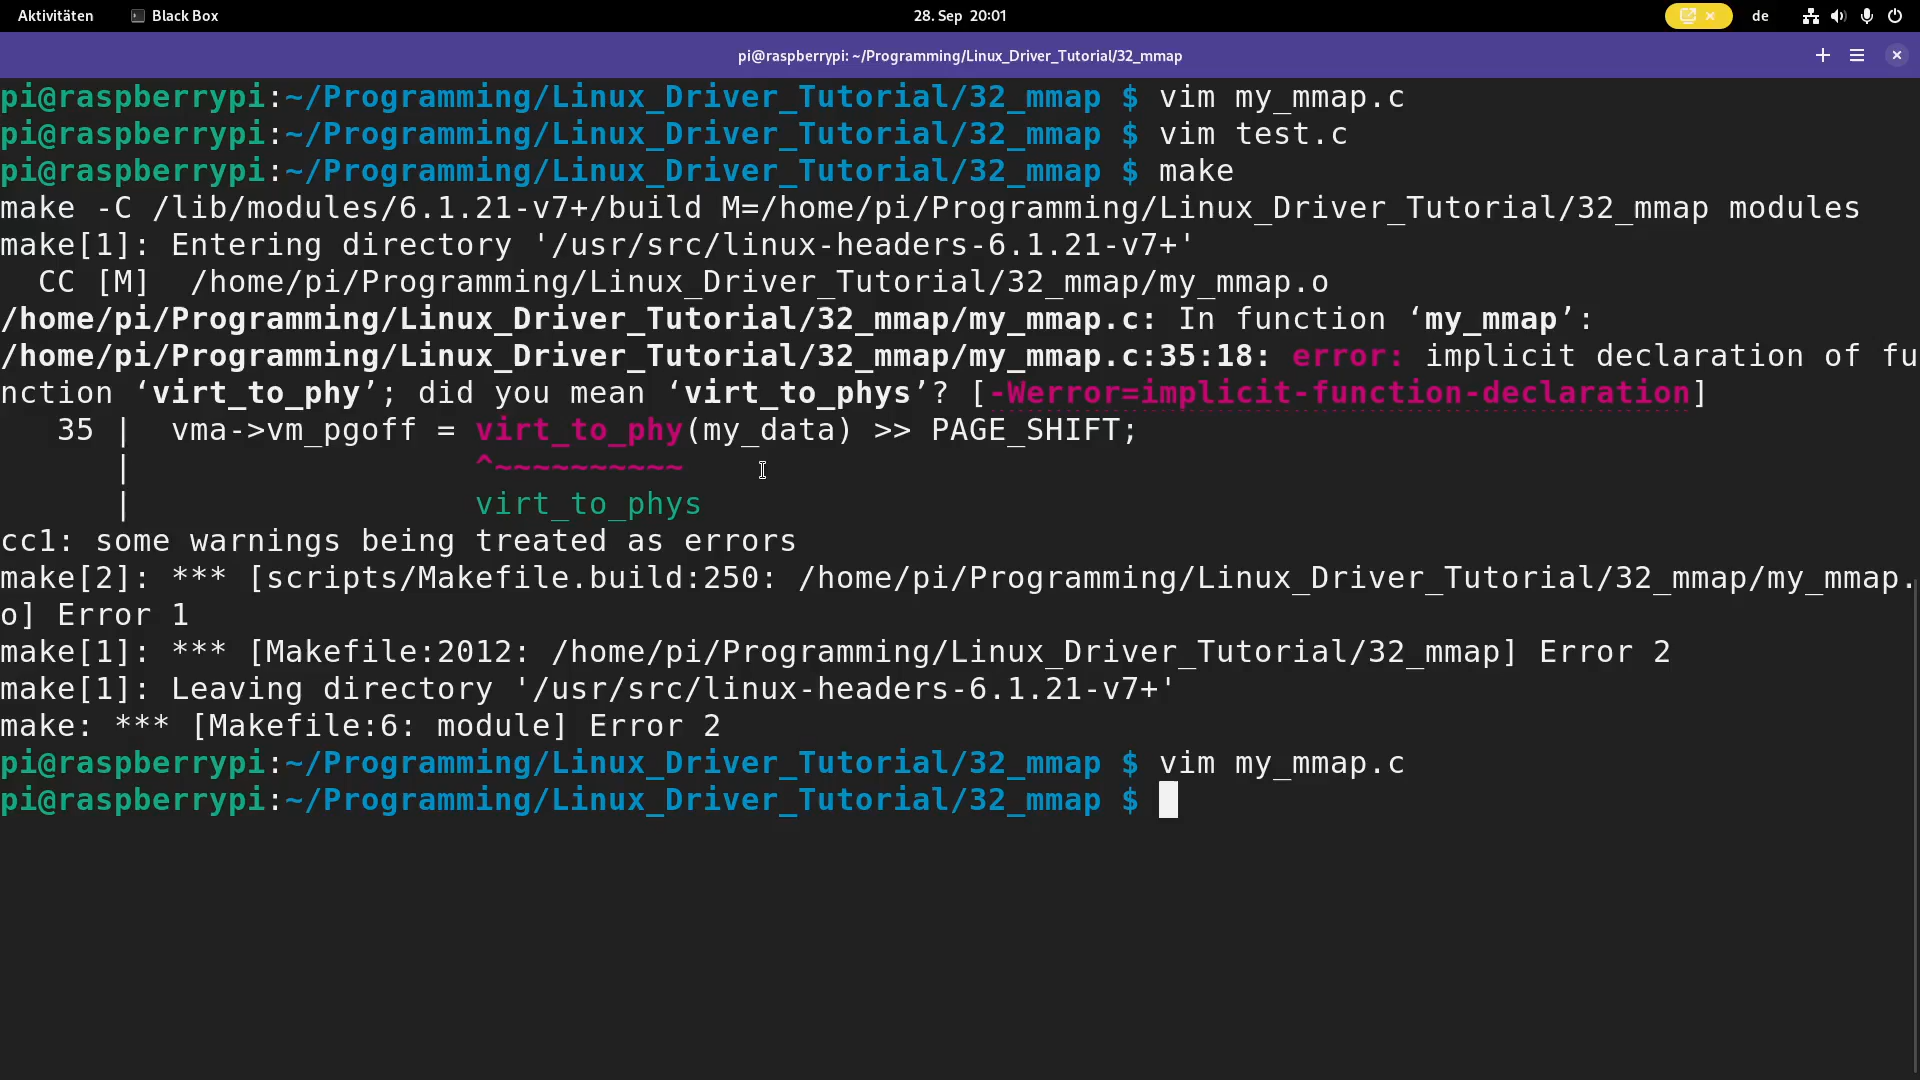 Aktivitäten Black Box 28. Sep 20:01 de
pi@raspberrypi: ~/Programming/Linux_Driver_Tutorial/32_mmap
pi@raspberrypi:~/Programming/Linux_Driver_Tutorial/32_mmap $ vim my_mmap.c
pi@raspberrypi:~/Programming/Linux_Driver_Tutorial/32_mmap $ vim test.c
pi@raspberrypi:~/Programming/Linux_Driver_Tutorial/32_mmap $ make
make -C /lib/modules/6.1.21-v7+/build M=/home/pi/Programming/Linux_Driver_Tutorial/32_mmap modules
make[1]: Entering directory '/usr/src/linux-headers-6.1.21-v7+'
  CC [M]  /home/pi/Programming/Linux_Driver_Tutorial/32_mmap/my_mmap.o
/home/pi/Programming/Linux_Driver_Tutorial/32_mmap/my_mmap.c: In function ‘my_mmap’:
/home/pi/Programming/Linux_Driver_Tutorial/32_mmap/my_mmap.c:35:18: error: implicit declaration of fu
nction ‘virt_to_phy’; did you mean ‘virt_to_phys’? [-Werror=implicit-function-declaration]
   35 |  vma->vm_pgoff = virt_to_phy(my_data) >> PAGE_SHIFT;
      |                  ^~~~~~~~~~~
      |                  virt_to_phys
cc1: some warnings being treated as errors
make[2]: *** [scripts/Makefile.build:250: /home/pi/Programming/Linux_Driver_Tutorial/32_mmap/my_mmap.
o] Error 1
make[1]: *** [Makefile:2012: /home/pi/Programming/Linux_Driver_Tutorial/32_mmap] Error 2
make[1]: Leaving directory '/usr/src/linux-headers-6.1.21-v7+'
make: *** [Makefile:6: module] Error 2
pi@raspberrypi:~/Programming/Linux_Driver_Tutorial/32_mmap $ vim my_mmap.c
pi@raspberrypi:~/Programming/Linux_Driver_Tutorial/32_mmap $